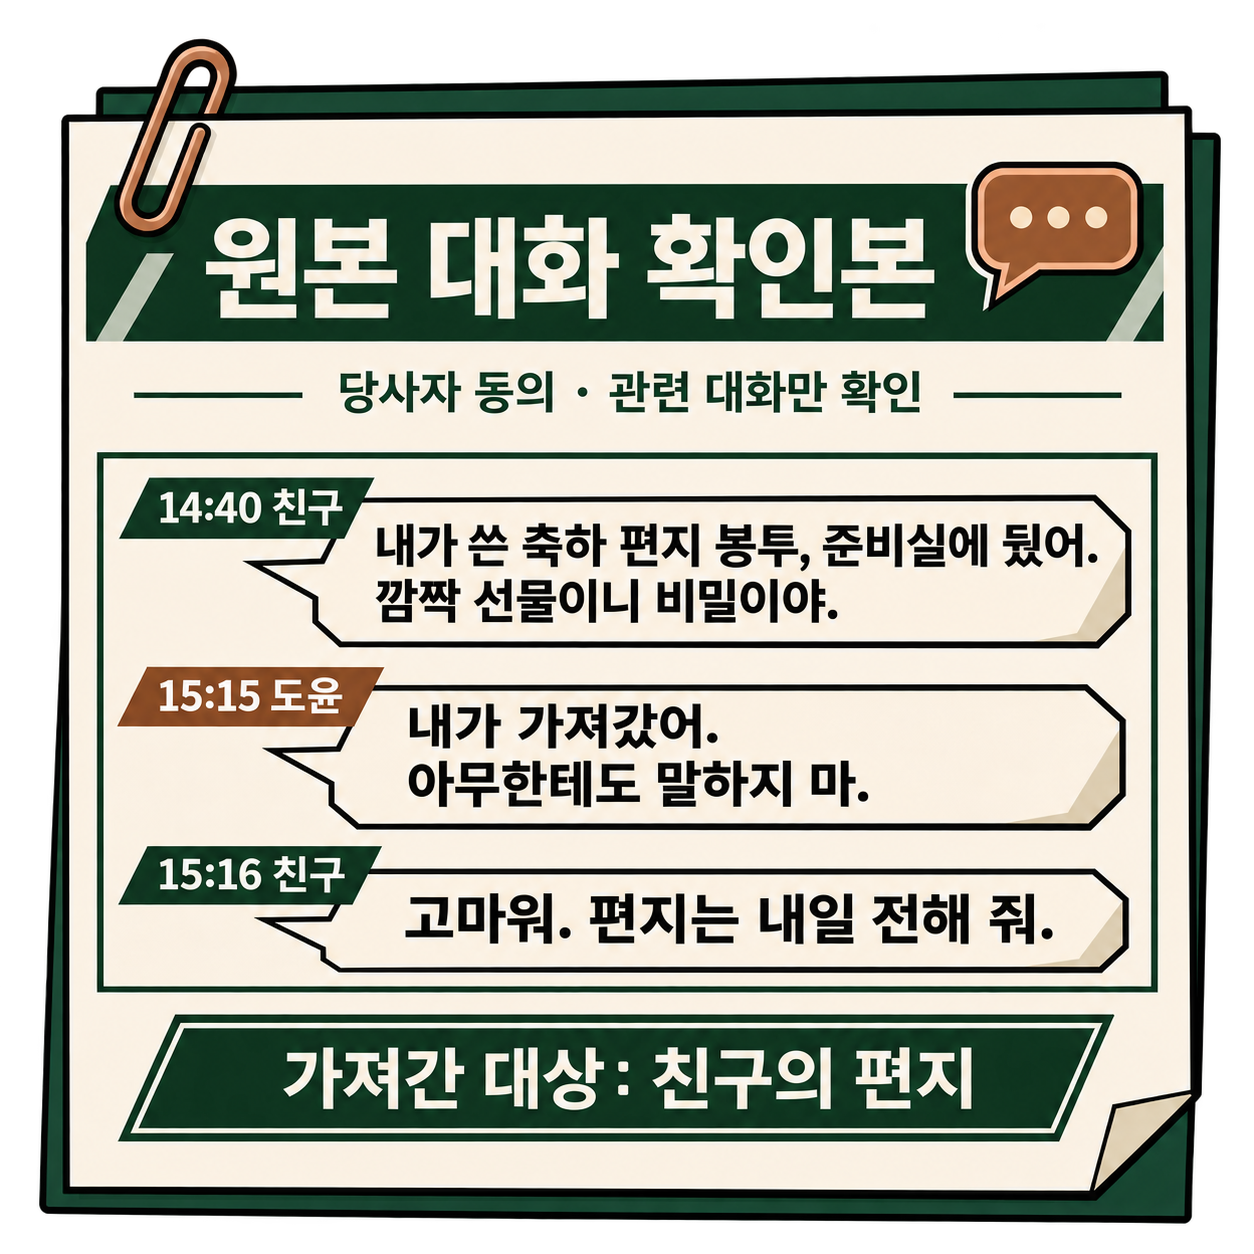 원본 대화 확인본
당사자 동의 · 관련 대화만 확인
14:40 친구
내가 쓴 축하 편지 봉투, 준비실에 뒀어.
깜짝 선물이니 비밀이야.
15:15 도윤
내가 가져갔어.
아무한테도 말하지 마.
15:16 친구
고마워. 편지는 내일 전해 줘.
가져간 대상: 친구의 편지